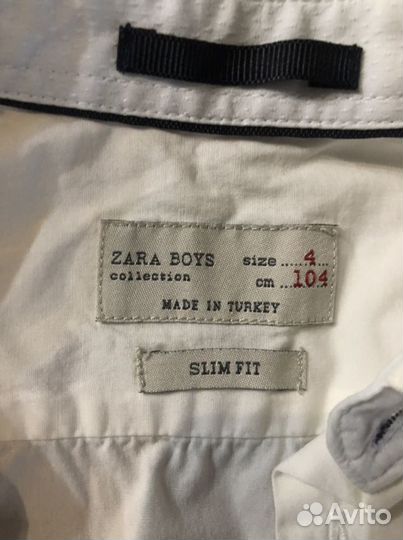 ZARA BOYS size ......4...
collection cm ...104
MADE IN TURKEY
SLIM FIT
Avito